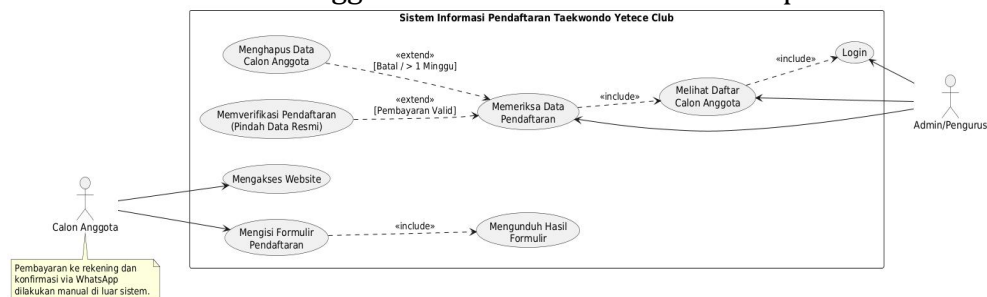 Sistem Informasi Pendaftaran Taekwondo Yetece Club
Menghapus Data
Calon Anggota
«extend»
[Batal / > 1 Minggu]
«include»
Login
Memverifikasi Pendaftaran
(Pindah Data Resmi)
«extend»
[Pembayaran Valid]
Memeriksa Data
Pendaftaran
«include»
Melihat Daftar
Calon Anggota
Admin/Pengurus
Mengakses Website
Calon Anggota
Mengisi Formulir
Pendaftaran
«include»
Mengunduh Hasil
Formulir
Pembayaran ke rekening dan
konfirmasi via WhatsApp
dilakukan manual di luar sistem.